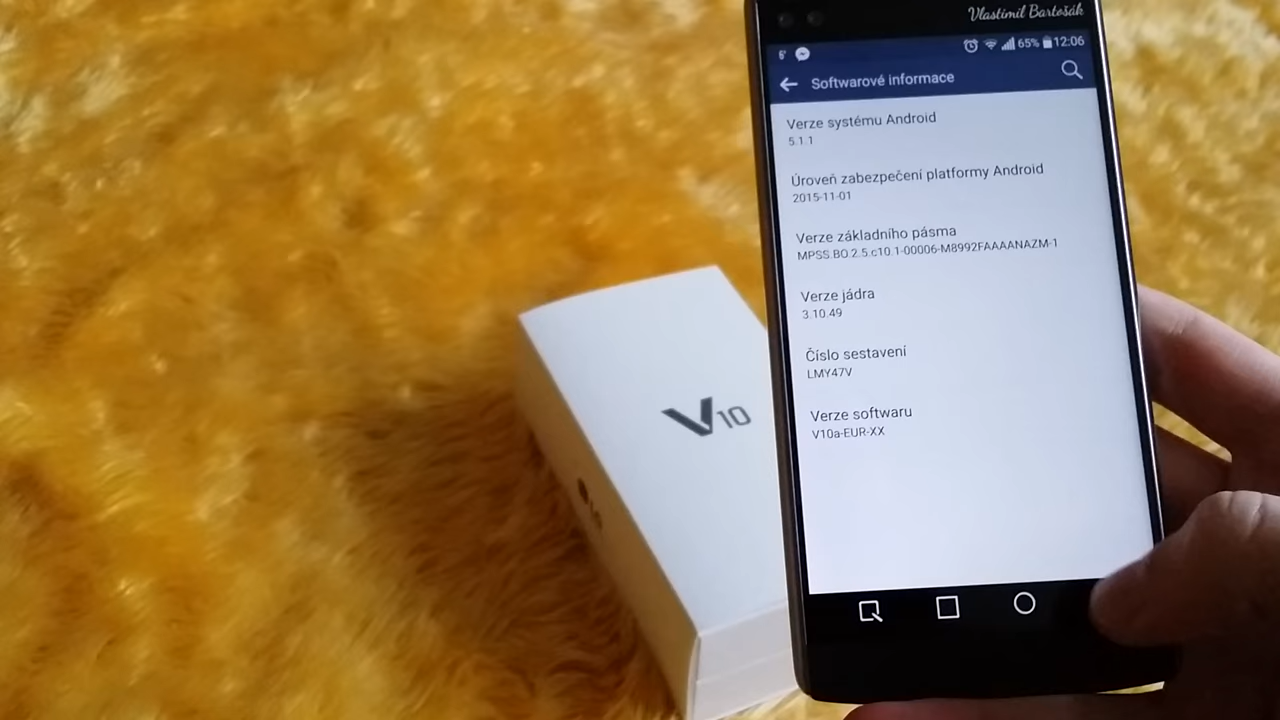 Vlastimil Bartošák
6' 65% 12:06
Softwarové informace
Verze systému Android
5.1.1
Úroveň zabezpečení platformy Android
2015-11-01
Verze základního pásma
MPSS.BO.2.5.c10.1-00006-M8992FAAAANAZM-1
Verze jádra
3.10.49
Číslo sestavení
LMY47V
Verze softwaru
V10a-EUR-XX
V10
LG